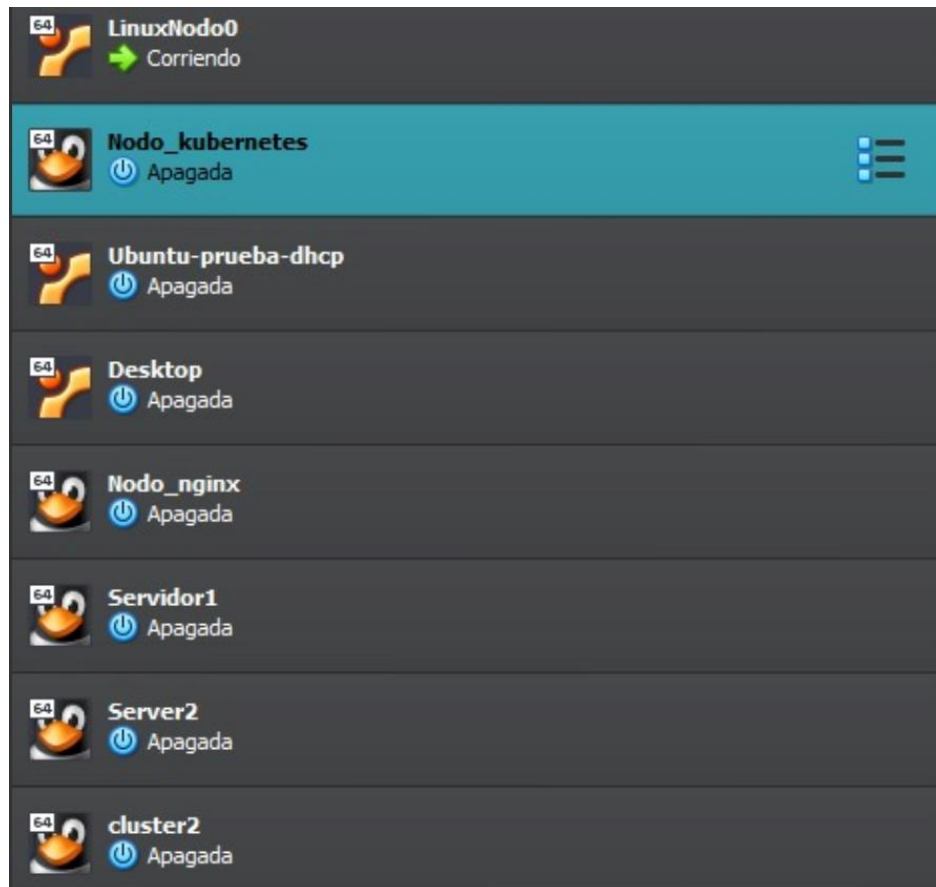 64
LinuxNodo0
Corriendo
64
Nodo_kubernetes
Apagada
64
Ubuntu-prueba-dhcp
Apagada
64
Desktop
Apagada
64
Nodo_nginx
Apagada
64
Servidor1
Apagada
64
Server2
Apagada
64
cluster2
Apagada